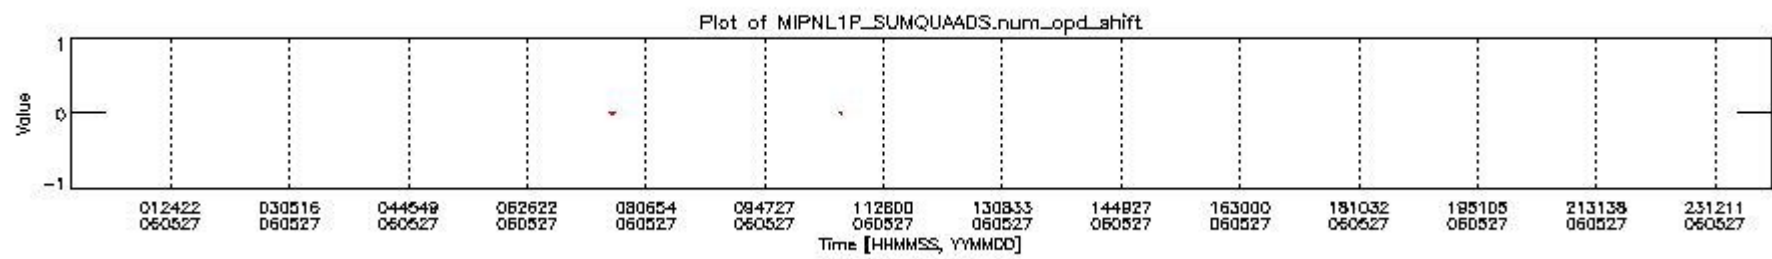 Plot of MIPNL1P_SUMQUAADS.num_opd_shift
1
Value
0
-1
012422 030516 044549 062622 080654 094727 112800 130833 144927 163000 181032 195105 213138 231211
060527 060527 060527 060527 060527 060527 060527 060527 060527 060527 060527 060527 060527 060527
Time [HHMMSS, YYMMDD]